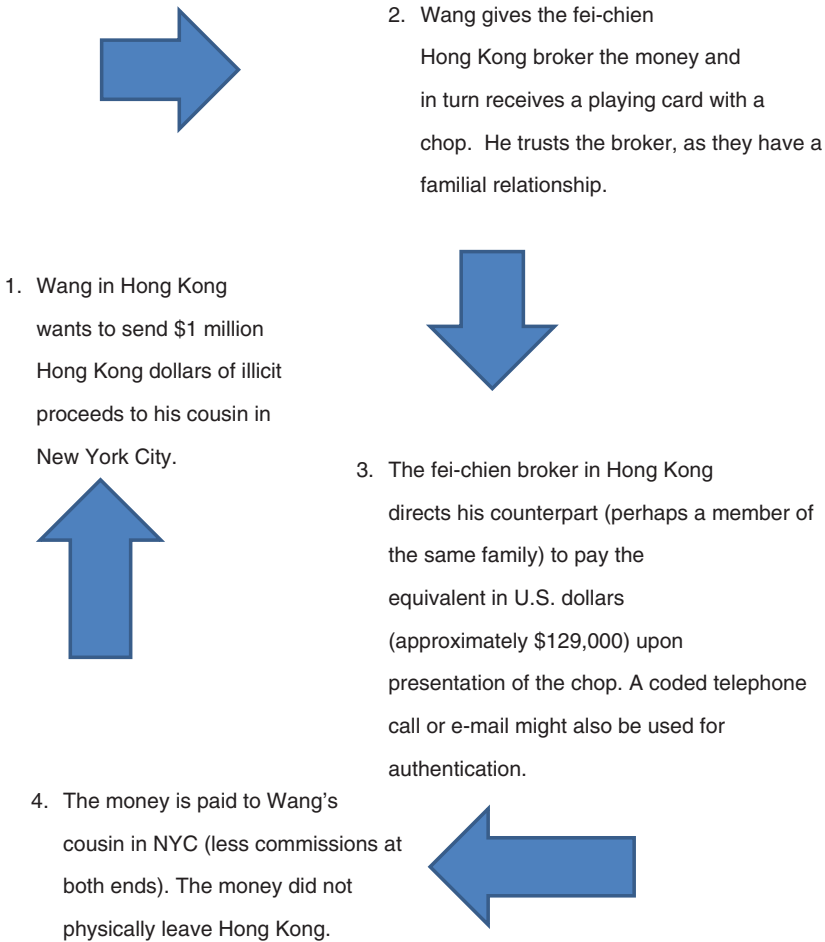 1. Wang in Hong Kong
wants to send $1 million
Hong Kong dollars of illicit
proceeds to his cousin in
New York City.
2. Wang gives the fei-chien
Hong Kong broker the money and
in turn receives a playing card with a
chop. He trusts the broker, as they have a
familial relationship.
3. The fei-chien broker in Hong Kong
directs his counterpart (perhaps a member of
the same family) to pay the
equivalent in U.S. dollars
(approximately $129,000) upon
presentation of the chop. A coded telephone
call or e-mail might also be used for
authentication.
4. The money is paid to Wang’s
cousin in NYC (less commissions at
both ends). The money did not
physically leave Hong Kong.